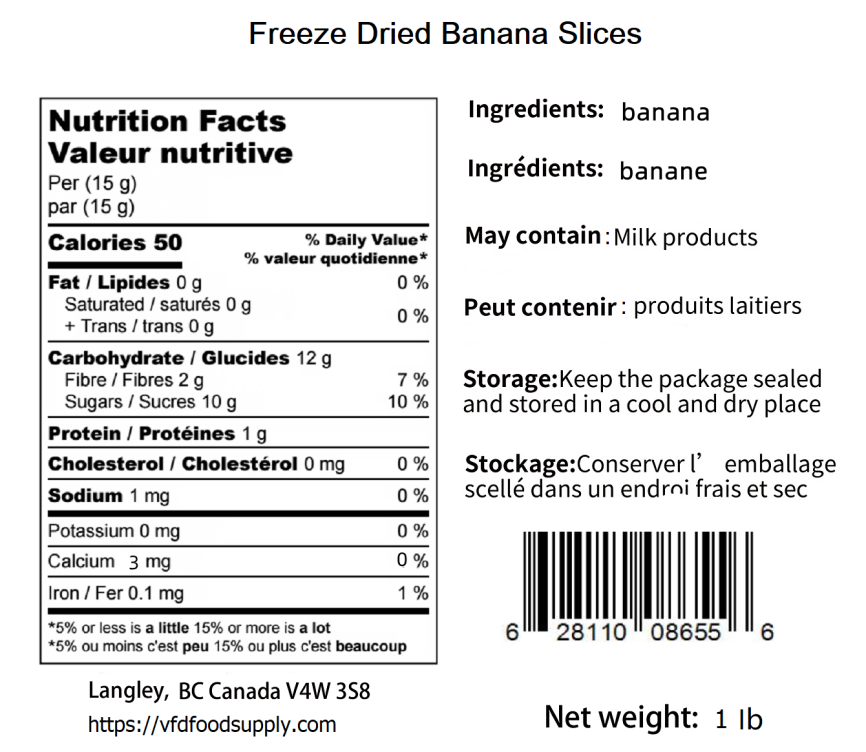 Freeze Dried Banana Slices
Nutrition Facts
Valeur nutritive
Per (15 g)
par (15 g)
Calories 50
% Daily Value*
% valeur quotidienne*
Fat / Lipides 0 g 0 %
Saturated / saturés 0 g
+ Trans / trans 0 g
0 %
Carbohydrate / Glucides 12 g
Fibre / Fibres 2 g 7 %
Sugars / Sucres 10 g 10 %
Protein / Protéines 1 g
Cholesterol / Cholestérol 0 mg 0 %
Sodium 1 mg 0 %
Potassium 0 mg 0 %
Calcium 3 mg 0 %
Iron / Fer 0.1 mg 1 %
*5% or less is a little 15% or more is a lot
*5% ou moins c'est peu 15% ou plus c'est beaucoup
Langley, BC Canada V4W 3S8
https://vfdfoodsupply.com
Ingredients: banana
Ingrédients: banane
May contain: Milk products
Peut contenir: produits laitiers
Storage:Keep the package sealed
and stored in a cool and dry place
Stockage:Conserver l’ emballage
scellé dans un frais et sec
6 28110 08655 6
Net weight: 1 lb